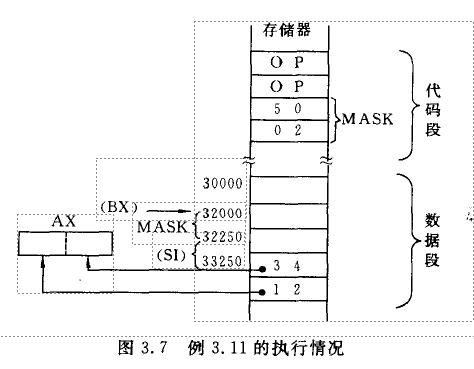 存储器
O P
O P
5 0
0 2
MASK
代码段
30000
(BX)
32000
MASK
32250
(SI)
33250
AX
3 4
1 2
数据段
图 3.7 例 3.11 的执行情况